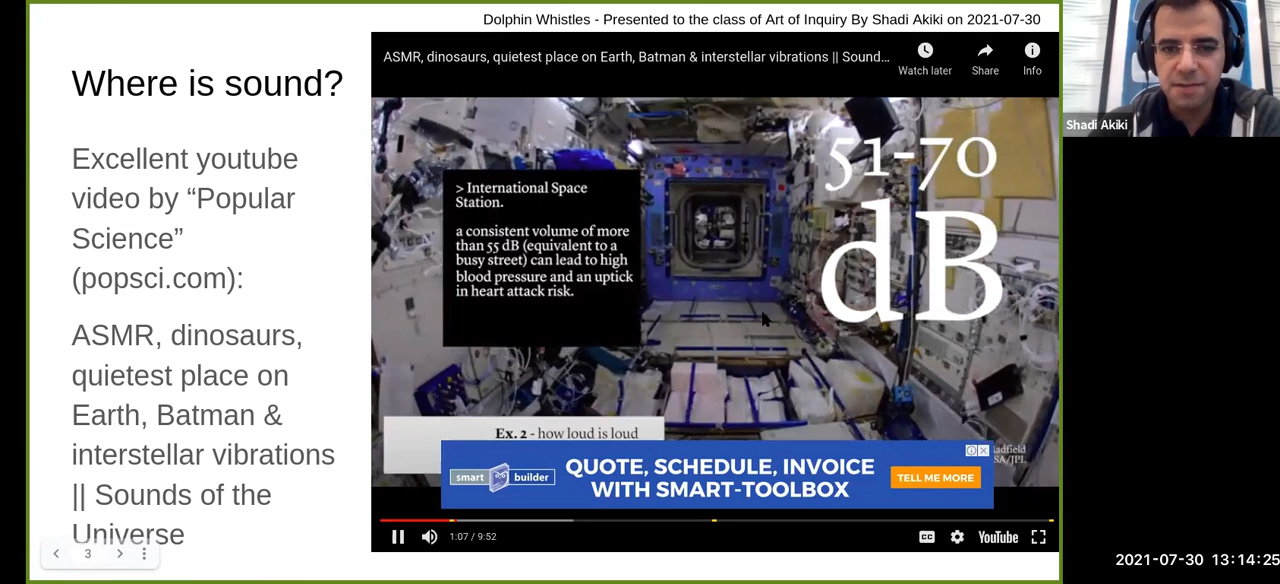 Dolphin Whistles - Presented to the class of Art of Inquiry By Shadi Akiki on 2021-07-30
Where is sound?
Excellent youtube
video by “Popular
Science”
(popsci.com):
ASMR, dinosaurs,
quietest place on
Earth, Batman &
interstellar vibrations
|| Sounds of the
Universe
3
ASMR, dinosaurs, quietest place on Earth, Batman & interstellar vibrations || Sound...
Watch later
Share
Info
51-70
dB
> International Space
Station.
a consistent volume of more
than 55 dB (equivalent to a
busy street) can lead to high
blood pressure and an uptick
in heart attack risk.
Ex. 2 - how loud is loud
adfield
SA/JPL
smart builder
QUOTE, SCHEDULE, INVOICE
WITH SMART-TOOLBOX
TELL ME MORE
1:07 / 9:52
CC
YouTube
Shadi Akiki
2021-07-30 13:14:25